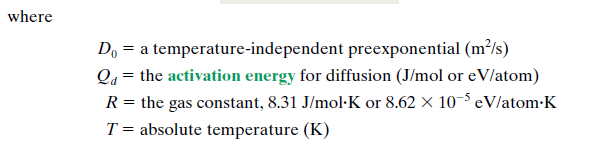 where
D₀ = a temperature-independent preexponential (m²/s)
Q_d = the activation energy for diffusion (J/mol or eV/atom)
R = the gas constant, 8.31 J/mol·K or 8.62 × 10⁻⁵ eV/atom·K
T = absolute temperature (K)